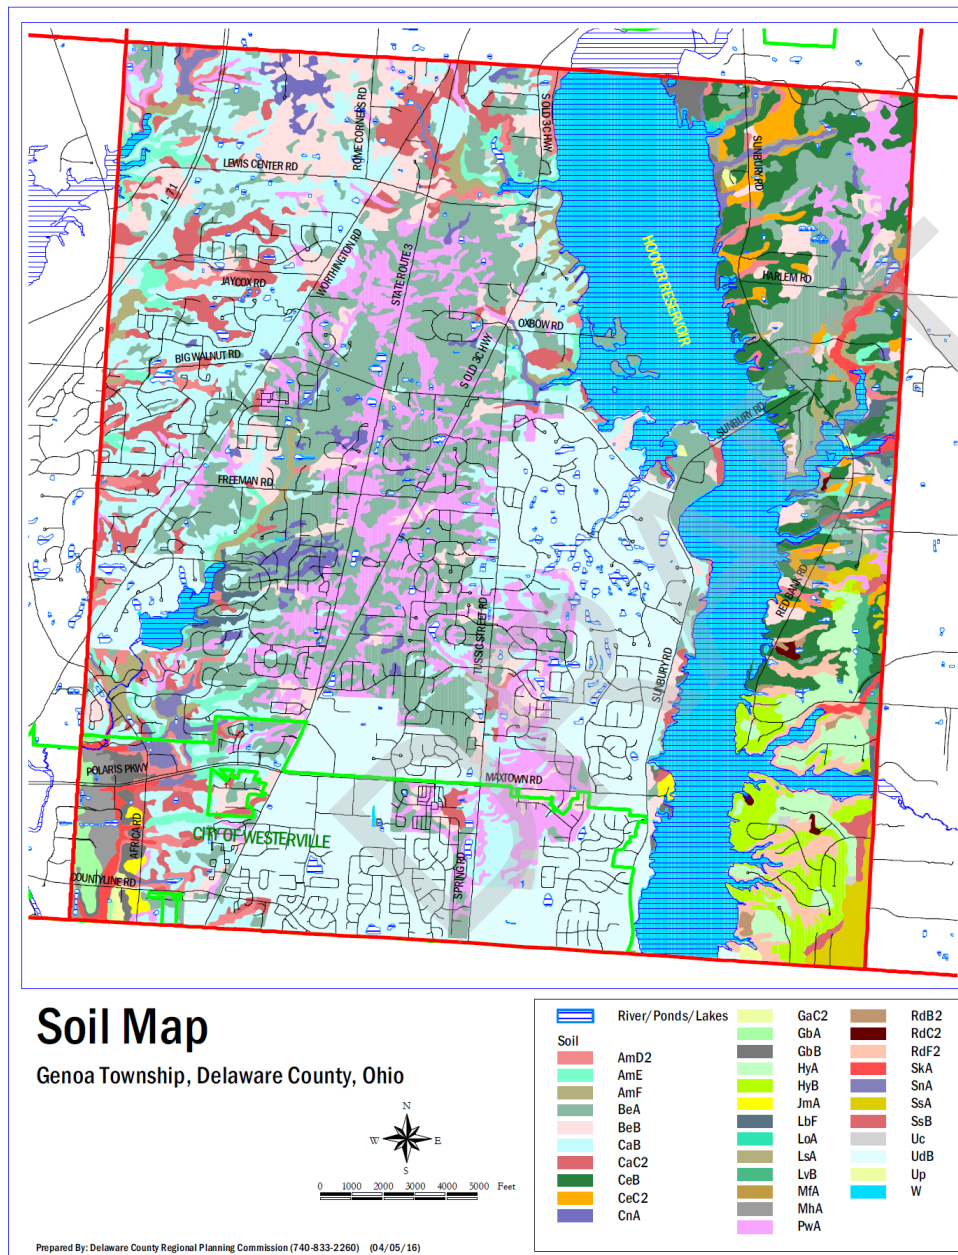 S OLD 3C HWY
ROME CORNERS RD
SUNBURY RD
LEWIS CENTER RD
I - 71
HOOVER RESERVOIR
WORTHINGTON RD
STATE ROUTE 3
HARLEM RD
JAYCOX RD
OXBOW RD
BIG WALNUT RD
S OLD 3C HWY
SUNBURY RD
FREEMAN RD
RED BANK RD
TUSSIC STREET RD
SUNBURY RD
POLARIS PKWY
MAXTOWN RD
AFRICA RD
CITY OF WESTERVILLE
COUNTYLINE RD
SPRING RD
DRAFT
Soil Map
Genoa Township, Delaware County, Ohio
N
W E
S
0 1000 2000 3000 4000 5000 Feet
Prepared By: Delaware County Regional Planning Commission (740-833-2260) (04/05/16)
River/Ponds/Lakes
Soil
AmD2
AmE
AmF
BeA
BeB
CaB
CaC2
CeB
CeC2
CnA
GaC2
GbA
GbB
HyA
HyB
JmA
LbF
LoA
LsA
LvB
MfA
MhA
PwA
RdB2
RdC2
RdF2
SkA
SnA
SsA
SsB
Uc
UdB
Up
W